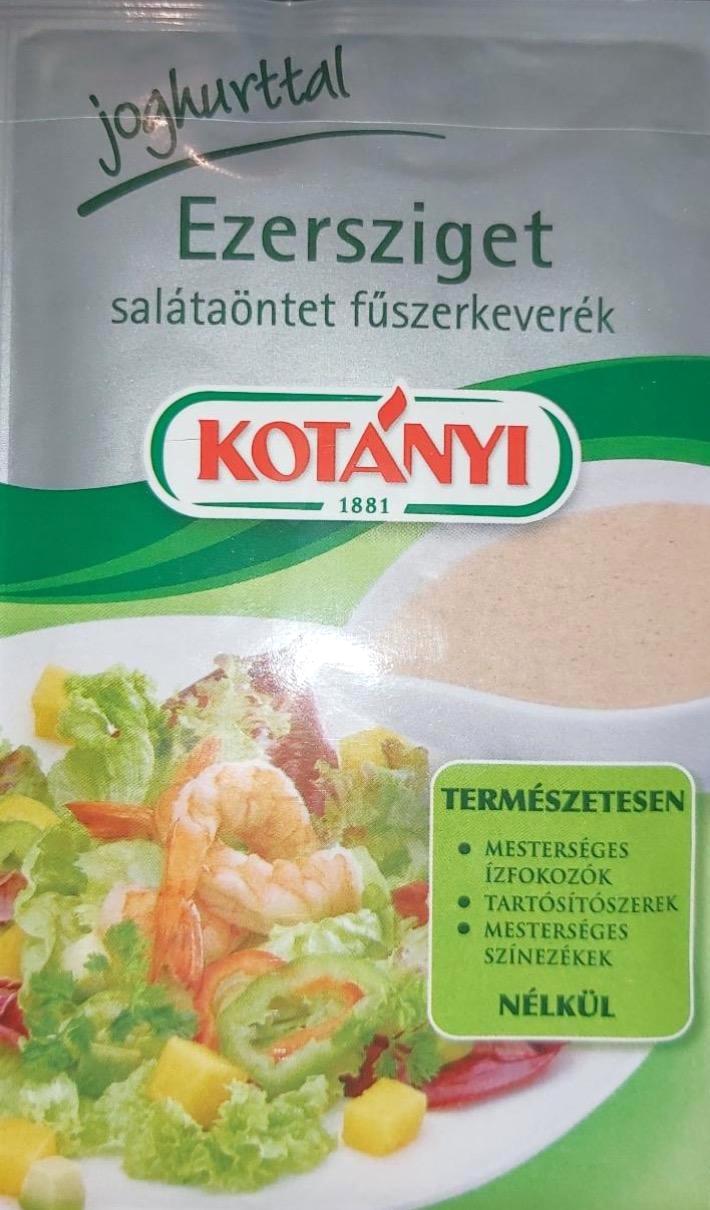 joghurttal
Ezersziget
salátaöntet fűszerkeverék
KOTÁNYI
1881
TERMÉSZETESEN
• MESTERSÉGES
ÍZFOKOZÓK
• TARTÓSÍTÓSZEREK
• MESTERSÉGES
SZÍNEZÉKEK
NÉLKÜL